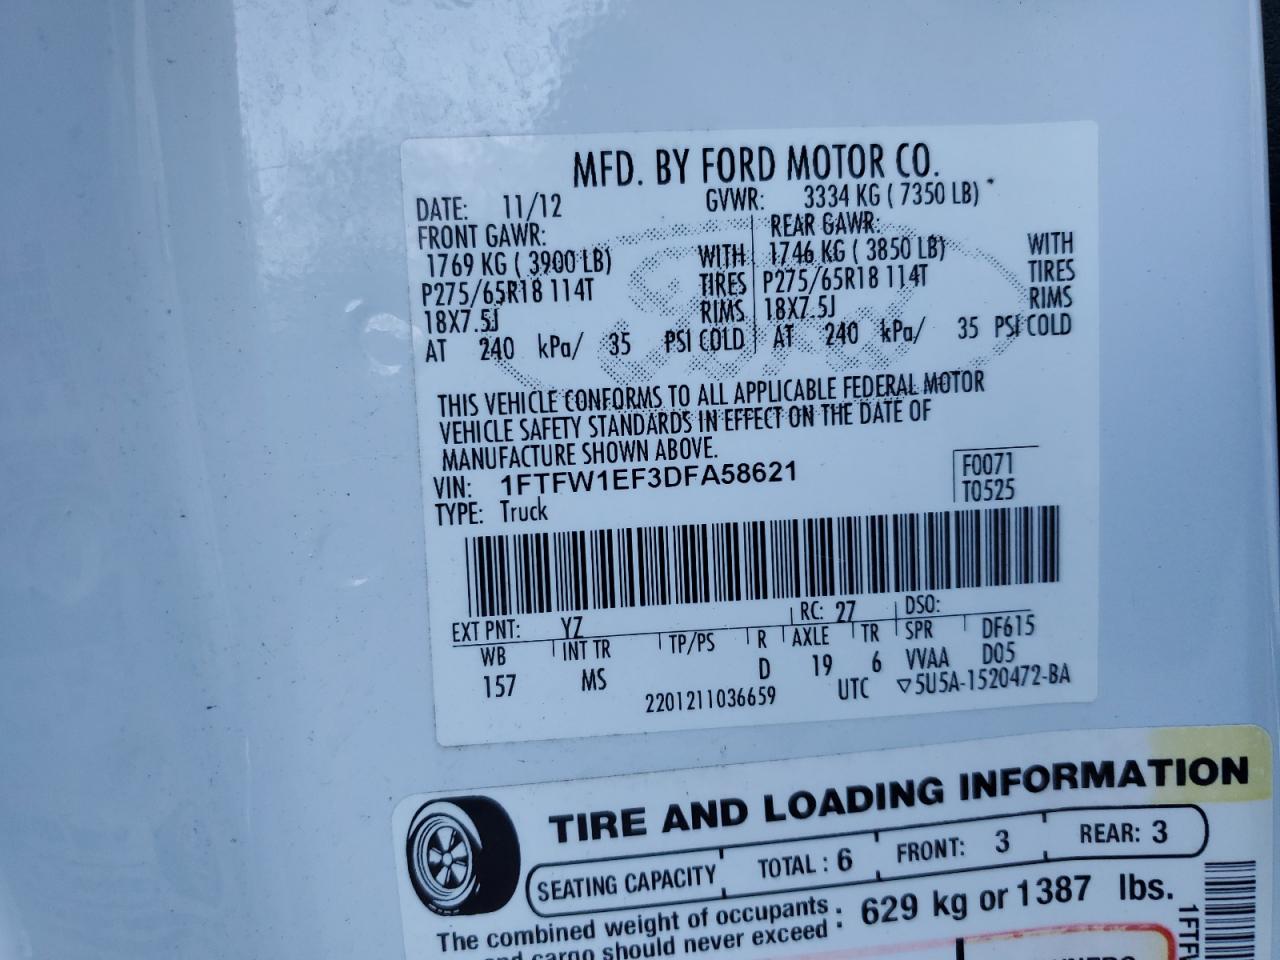 MFD. BY FORD MOTOR CO.
DATE: 11/12 GVWR: 3334 KG ( 7350 LB)
FRONT GAWR: REAR GAWR:
1769 KG ( 3900 LB) WITH 1746 KG ( 3850 LB) WITH
P275/65R18 114T TIRES P275/65R18 114T TIRES
18X7.5J RIMS 18X7.5J RIMS
AT 240 kPa/ 35 PSI COLD AT 240 kPa/ 35 PSI COLD
THIS VEHICLE CONFORMS TO ALL APPLICABLE FEDERAL MOTOR
VEHICLE SAFETY STANDARDS IN EFFECT ON THE DATE OF
MANUFACTURE SHOWN ABOVE.
VIN: 1FTFW1EF3DFA58621 F0071
TYPE: Truck T0525
EXT PNT: YZ RC: 27 DSO:
WB INT TR TP/PS R AXLE TR SPR DF615
157 MS D 19 6 VVAA D05
2201211036659 UTC ▽5U5A-1520472-BA
TIRE AND LOADING INFORMATION
SEATING CAPACITY TOTAL : 6 FRONT: 3 REAR: 3
The combined weight of occupants : 629 kg or 1387 lbs.
and cargo should never exceed :
1FTF